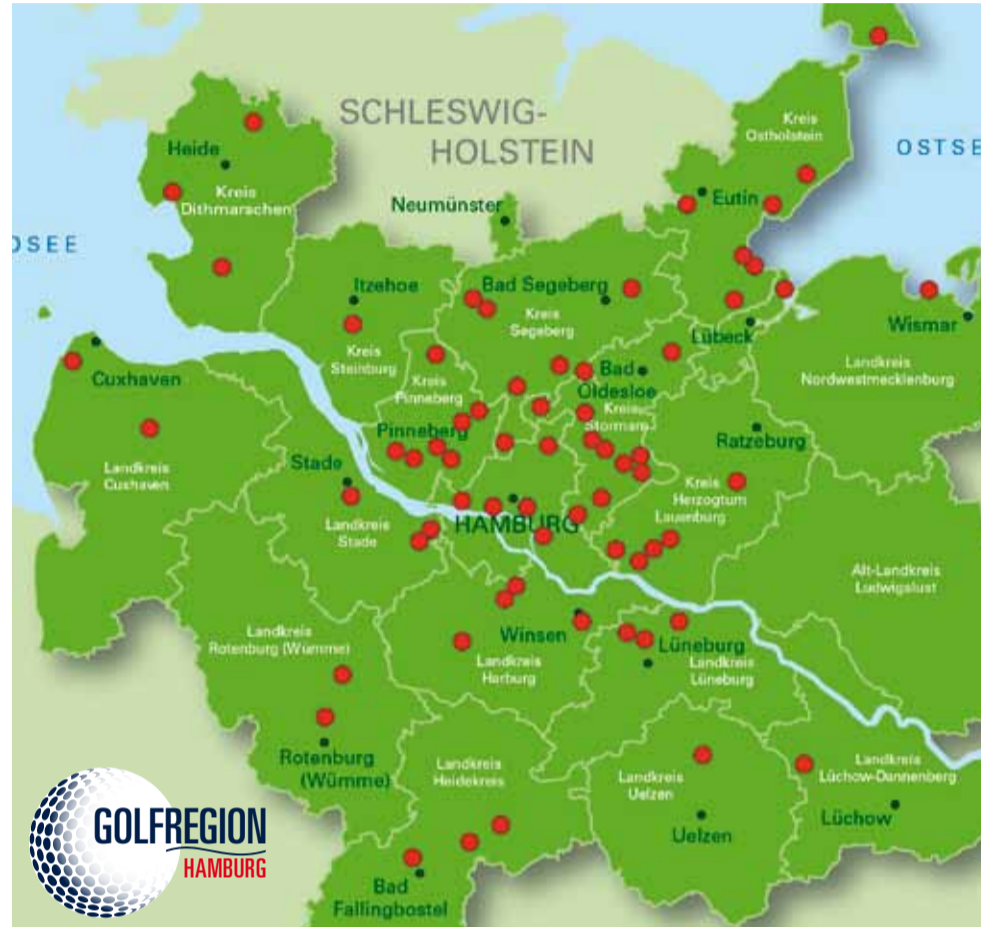 SCHLESWIG-
HOLSTEIN
Kreis
Ostholstein
OSTSE
Heide
Kreis
Dithmarschen
Neumünster
Eutin
DSEE
Itzehoe
Bad Segeberg
Kreis
Segeberg
Lübeck
Wismar
Kreis
Steinburg
Cuxhaven
Kreis
Pinneberg
Bad
Oldesloe
Landkreis
Nordwestmecklenburg
Kreis
Stormarn
Pinneberg
Ratzeburg
Stade
Landkreis
Cuxhaven
Kreis
Herzogtum
Lauenburg
Landkreis
Stade
HAMBURG
Alt-Landkreis
Ludwigslust
Landkreis
Rotenburg (Wümme)
Winsen
Landkreis
Harburg
Lüneburg
Landkreis
Lüneburg
Rotenburg
(Wümme)
Landkreis
Heidekreis
Landkreis
Uelzen
Landkreis
Lüchow-Dannenberg
Lüchow
Uelzen
GOLFREGION
HAMBURG
Bad
Fallingbostel